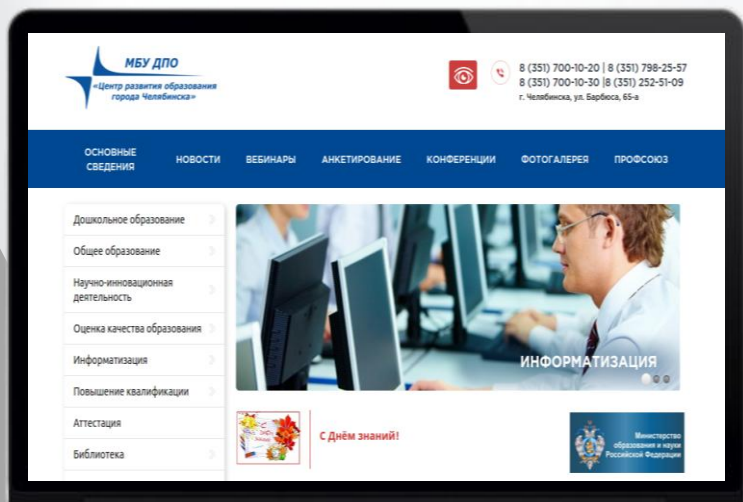 МБУ ДПО
«Центр развития образования
города Челябинска»
8 (351) 700-10-20 | 8 (351) 798-25-57
8 (351) 700-10-30 |8 (351) 252-51-09
г. Челябинска, ул. Барбюса, 65-а
ОСНОВНЫЕ
СВЕДЕНИЯ
НОВОСТИ
ВЕБИНАРЫ
АНКЕТИРОВАНИЕ
КОНФЕРЕНЦИИ
ФОТОГАЛЕРЕЯ
ПРОФСОЮЗ
Дошкольное образование
Общее образование
Научно-инновационная
деятельность
Оценка качества образования
Информатизация
Повышение квалификации
Аттестация
Библиотека
ИНФОРМАТИЗАЦИЯ
С Днём знаний!
Министерство
образования и науки
Российской Федерации